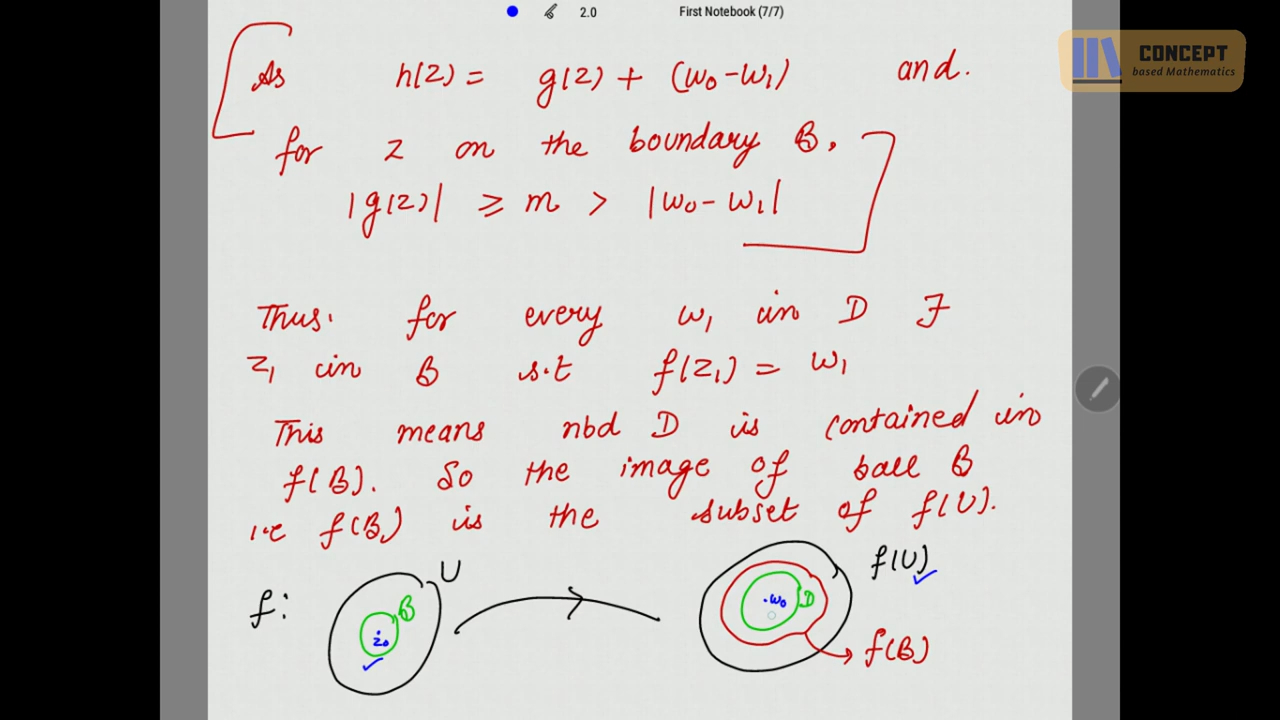 2.0 First Notebook (7/7)
CONCEPT
based Mathematics
As h(z) = g(z) + (w₀-w₁) and.
for z on the boundary B,
|g(z)| ≥ m > |w₀-w₁|
Thus. for every w₁ in D ∃
z₁ in B s.t f(z₁) = w₁
This means nbd D is contained in
f(B). So the image of ball B
i.e f(B) is the subset of f(U).
f: U B z₀
w₀ D f(U)
f(B)